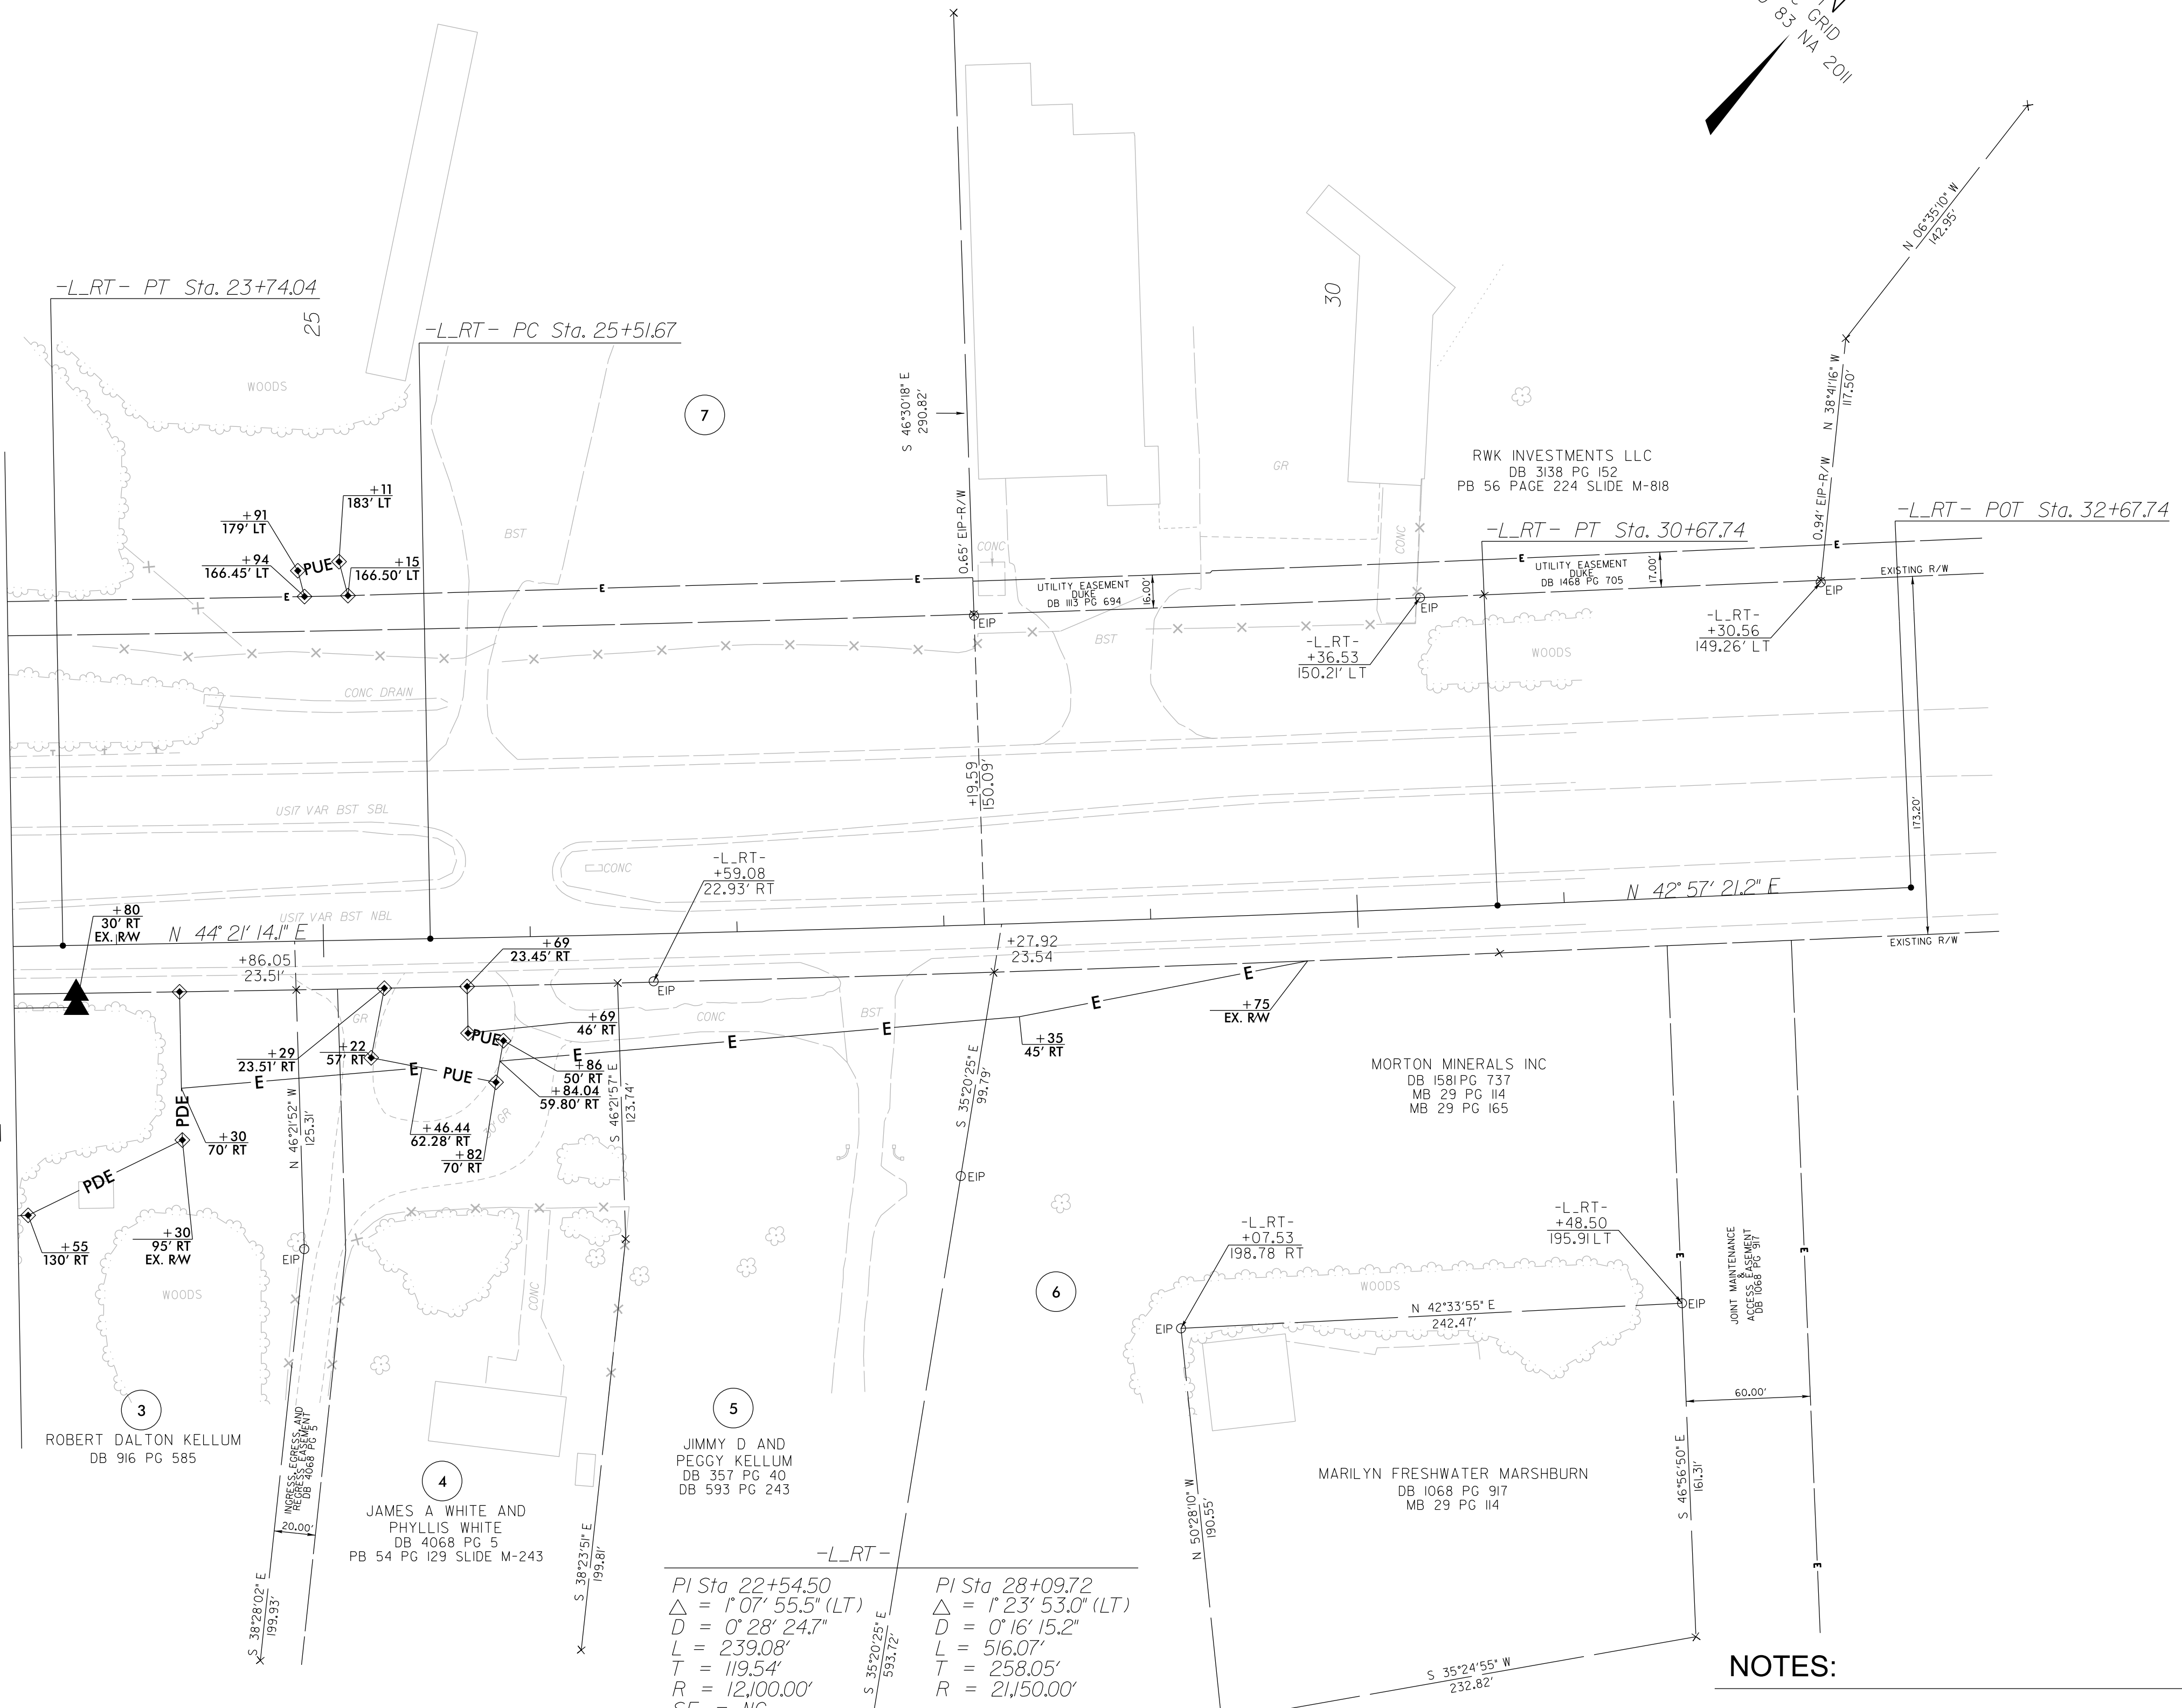 GRID
83 NA 2011
-L_RT- PT Sta. 23+74.04
25
-L_RT- PC Sta. 25+51.67
WOODS
7
30
S 46°30'18" E
290.82'
0.65' EIP-R/W
N 06°35'10" W
142.95'
N 38°41'16" W
117.50'
0.94' EIP-R/W
RWK INVESTMENTS LLC
DB 3138 PG 152
PB 56 PAGE 224 SLIDE M-818
-L_RT- PT Sta. 30+67.74
-L_RT- POT Sta. 32+67.74
GR
BST
CONC
CONC
+11
183' LT
+91
179' LT
PUE
+94
166.45' LT
+15
166.50' LT
E
E
E
E
E
UTILITY EASEMENT
DUKE
DB 1113 PG 694
16.00'
UTILITY EASEMENT
DUKE
DB 1468 PG 705
17.00'
EXISTING R/W
EIP
EIP
EIP
BST
-L_RT-
+36.53
150.21' LT
WOODS
-L_RT-
+30.56
149.26' LT
CONC DRAIN
+19.59
150.09'
173.20'
US17 VAR BST SBL
CONC
-L_RT-
+59.08
22.93' RT
US17 VAR BST NBL
N 44° 21' 14.1" E
N 42° 57' 21.2" E
+80
30' RT
EX. R/W
+86.05
23.51'
+69
23.45' RT
+27.92
23.54
EXISTING R/W
EIP
GR
CONC
BST
E
E
E
E
E
+69
46' RT
PUE
+75
EX. R/W
+35
45' RT
+29
23.51' RT
+22
57' RT
E
PUE
E
+86
50' RT
+84.04
59.80' RT
+46.44
62.28' RT
+82
70' RT
30' GR
PDE
+30
70' RT
PDE
+30
95' RT
EX. R/W
+55
130' RT
N 46°21'52" W
125.31'
S 46°21'57" E
123.74'
S 35°20'25" E
99.79'
EIP
EIP
MORTON MINERALS INC
DB 1581 PG 737
MB 29 PG 114
MB 29 PG 165
-L_RT-
+07.53
198.78 RT
-L_RT-
+48.50
195.91 LT
E
E
E
JOINT MAINTENANCE
&
ACCESS EASEMENT
DB 1068 PG 917
WOODS
WOODS
6
N 42°33'55" E
242.47'
EIP
EIP
60.00'
CONC
3
ROBERT DALTON KELLUM
DB 916 PG 585
INGRESS, EGRESS, AND
REGRESS EASEMENT
DB 4068 PG 5
20.00'
4
JAMES A WHITE AND
PHYLLIS WHITE
DB 4068 PG 5
PB 54 PG 129 SLIDE M-243
5
JIMMY D AND
PEGGY KELLUM
DB 357 PG 40
DB 593 PG 243
MARILYN FRESHWATER MARSHBURN
DB 1068 PG 917
MB 29 PG 114
N 50°28'10" W
190.55'
S 46°56'50" E
161.31'
S 38°28'02" E
199.93'
S 38°23'51" E
199.81'
S 35°20'25" E
593.72'
S 35°24'55" W
232.82'
-L_RT-
PI Sta 22+54.50
△ = 1° 07' 55.5" (LT)
D = 0° 28' 24.7"
L = 239.08'
T = 119.54'
R = 12,100.00'
SE = NC
PI Sta 28+09.72
△ = 1° 23' 53.0" (LT)
D = 0° 16' 15.2"
L = 516.07'
T = 258.05'
R = 21,150.00'
NOTES: